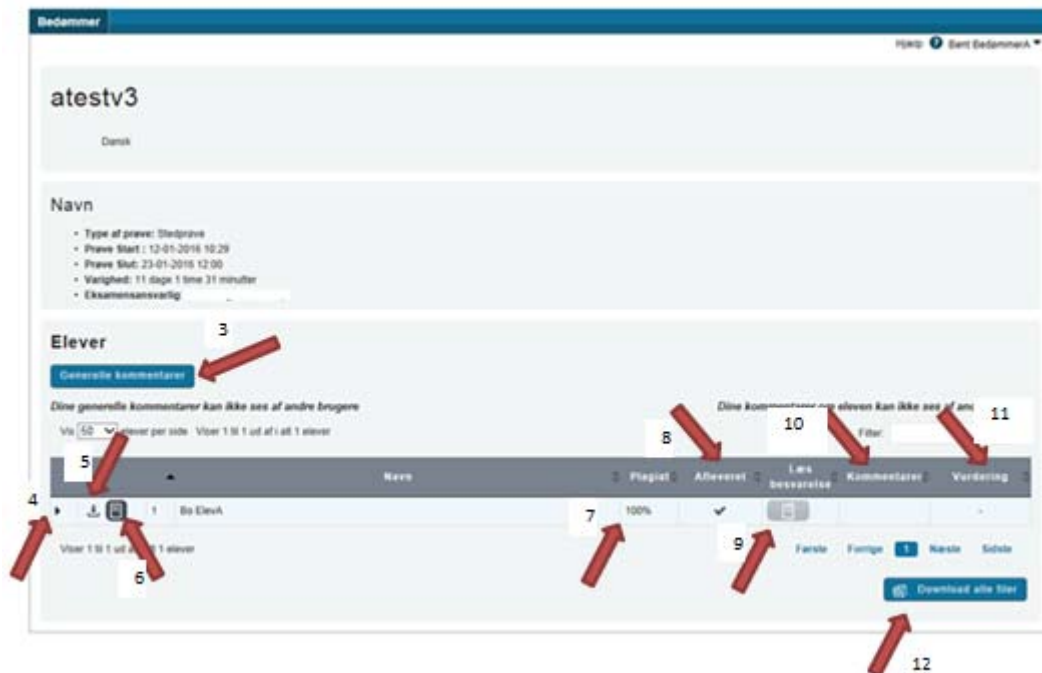 Bedømmer
Hjælp ? Bent BedømmerA
atestv3
Dansk
Navn
• Type af prøve: Stedprøve
• Prøve Start : 12-01-2016 10:29
• Prøve Slut: 23-01-2016 12:00
• Varighed: 11 dage 1 time 31 minutter
• Eksamensansvarlig
3
Elever
Generelle kommentarer
Dine generelle kommentarer kan ikke ses af andre brugere
Dine kommentarer om eleven kan ikke ses af
Vis 50 elever per side Viser 1 til 1 ud af i alt 1 elever
Filter:
5 8 10 11
Navn Plagiat Afleveret Læs besvarelse Kommentarer Vurdering
4 1 Bo ElevA 7 100% -
Viser 1 til 1 ud 1 elever
6 9
Første Forrige 1 Næste Sidste
Download alle filer
12